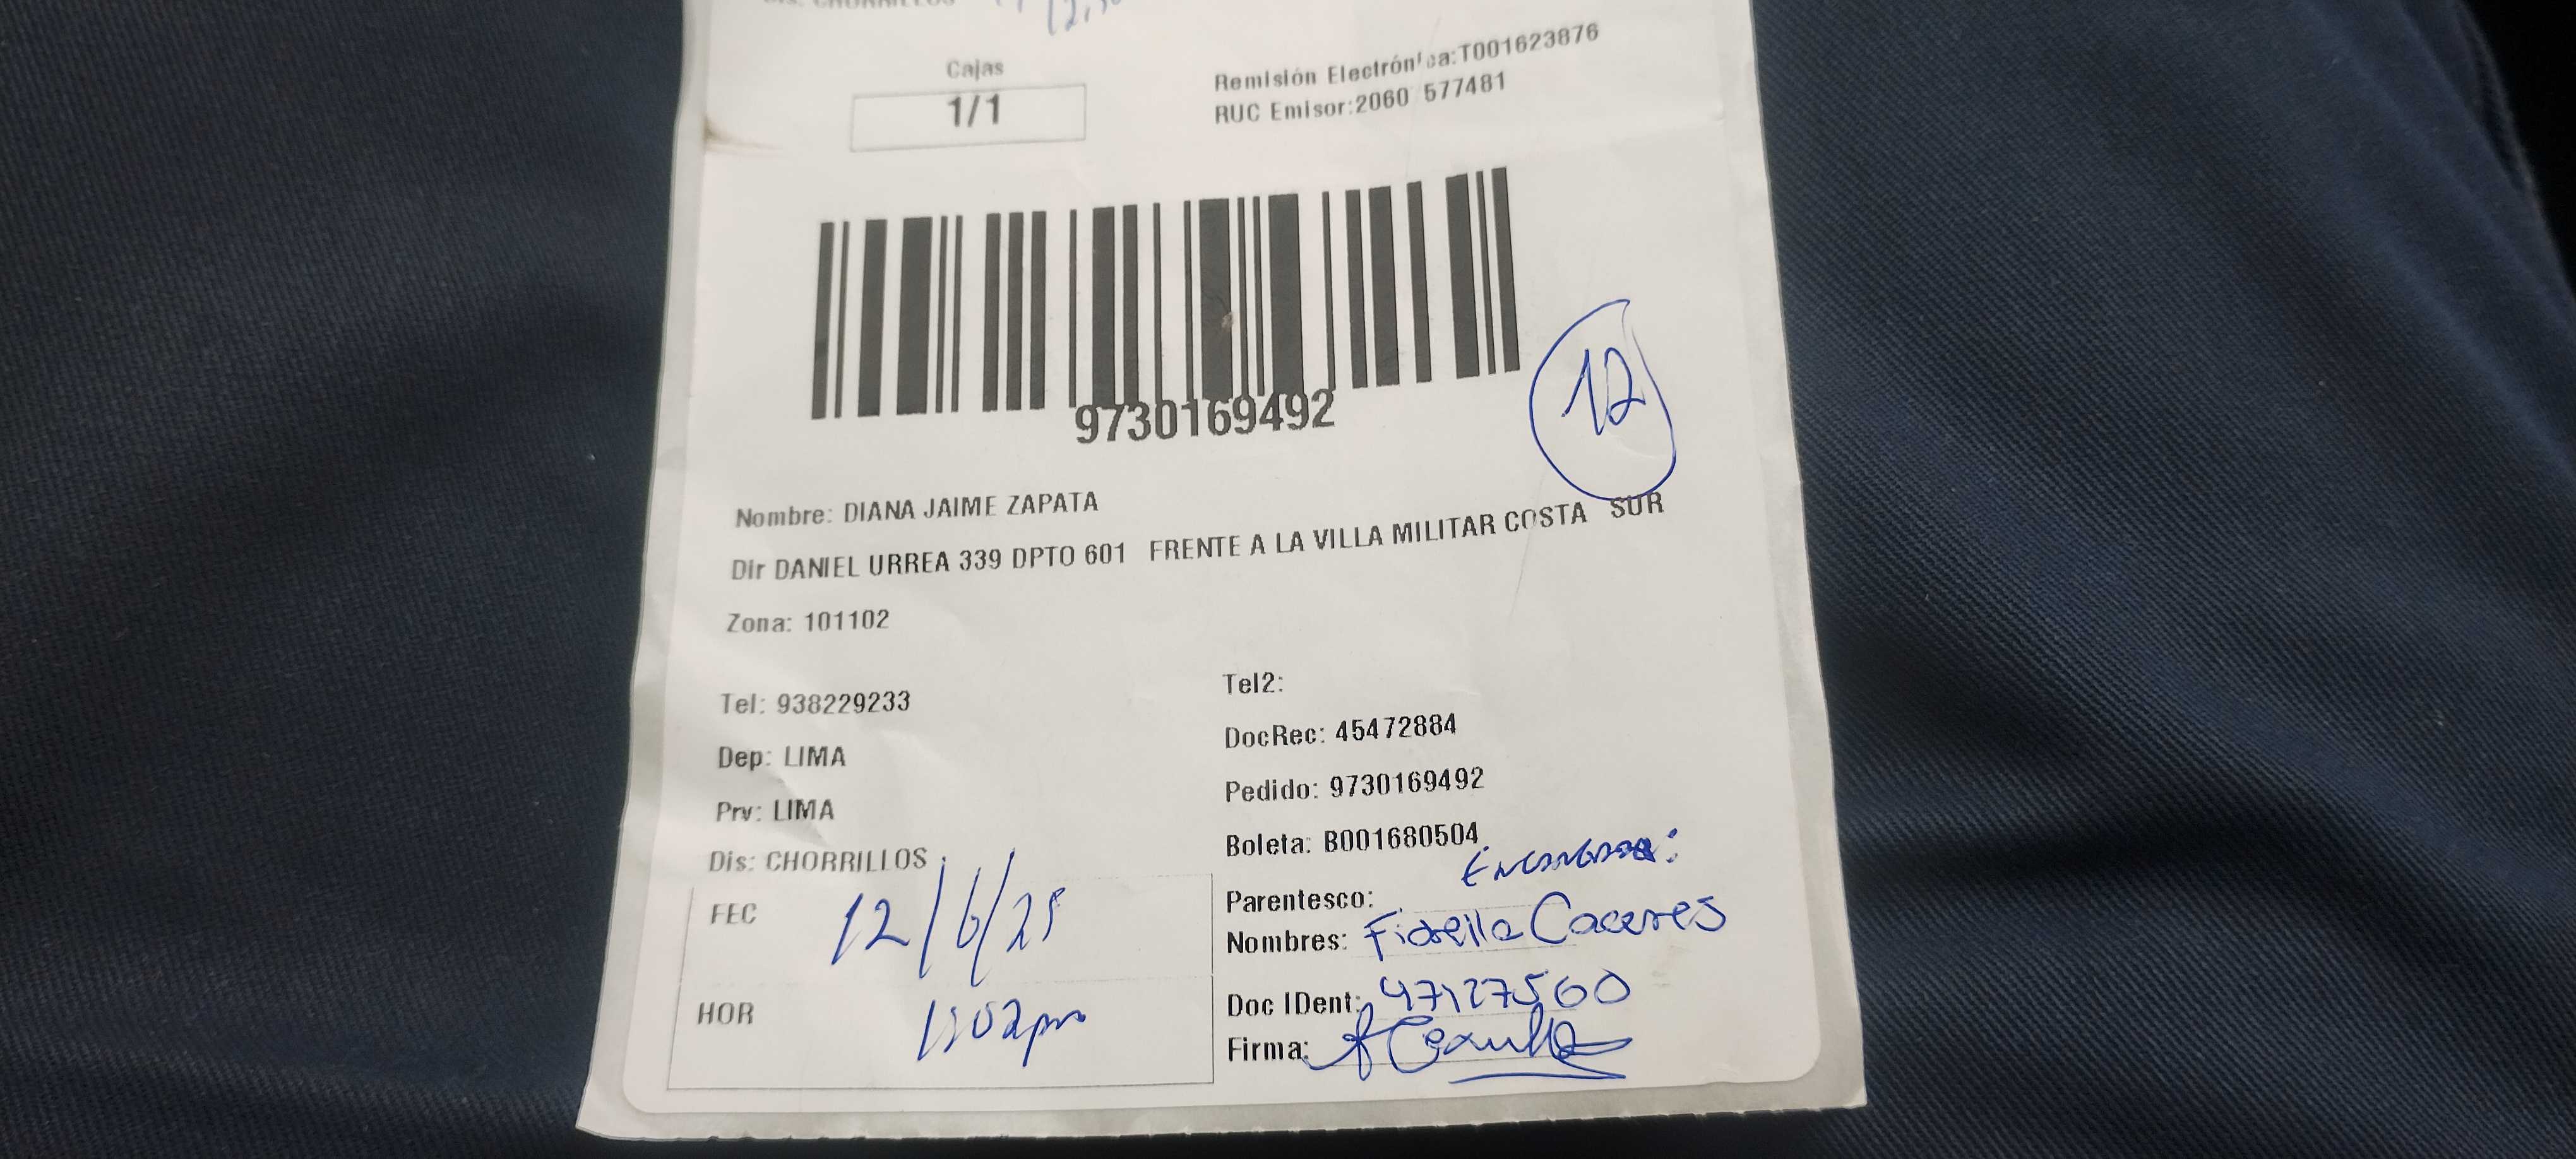 Cajas
1/1
Remisión Electrónica:T001623876
RUC Emisor:2060 577481
9730169492
12
Nombre: DIANA JAIME ZAPATA
Dir DANIEL URREA 339 DPTO 601 FRENTE A LA VILLA MILITAR COSTA SUR
Zona: 101102
Tel: 938229233
Tel2:
Dep: LIMA
DocRec: 45472884
Prv: LIMA
Pedido: 9730169492
Dis: CHORRILLOS
Boleta: B001680504
FEC 12/6/25
Parentesco: Encargada:
Nombres: Fiorella Caceres
HOR 1:02pm
Doc IDent: 47127560
Firma: